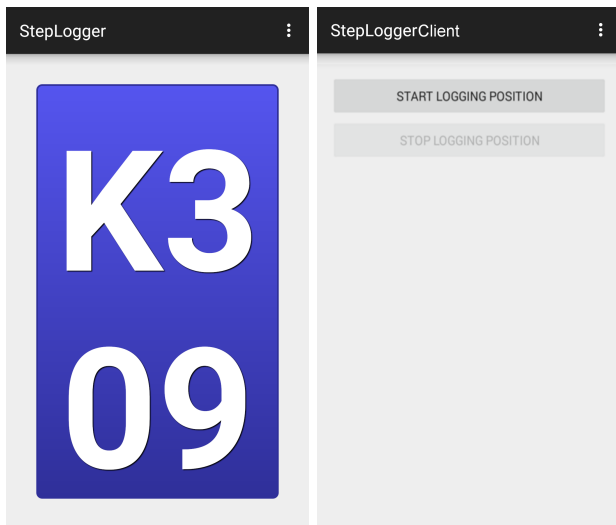 StepLogger
K3
09
StepLoggerClient
START LOGGING POSITION
STOP LOGGING POSITION